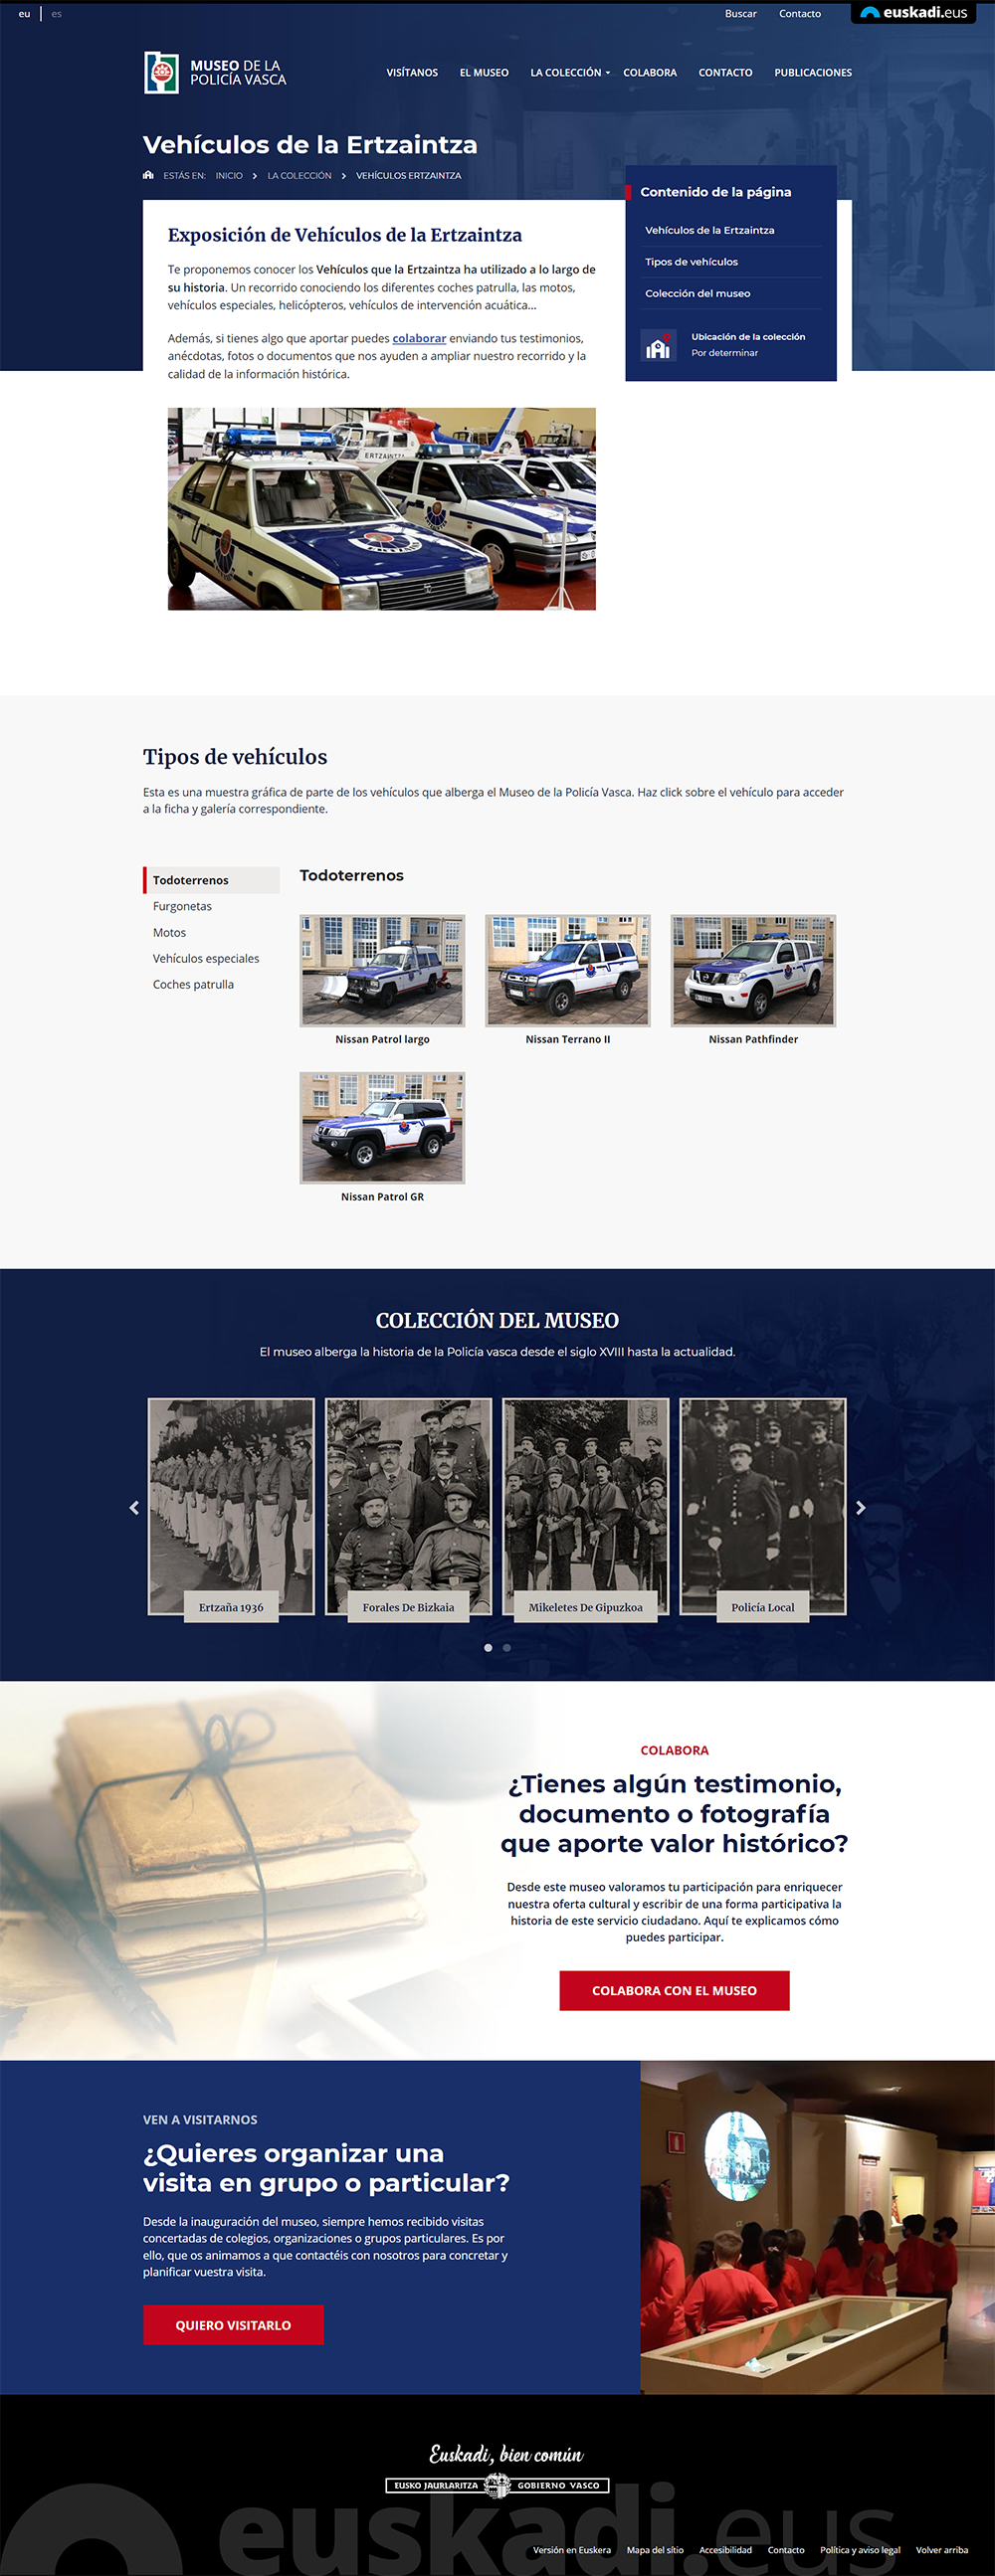 eu es
Buscar Contacto euskadi.eus
MUSEO DE LA
POLICÍA VASCA
VISÍTANOS EL MUSEO LA COLECCIÓN COLABORA CONTACTO PUBLICACIONES
Vehículos de la Ertzaintza
ESTÁS EN: INICIO > LA COLECCIÓN > VEHÍCULOS ERTZAINTZA
Exposición de Vehículos de la Ertzaintza
Te proponemos conocer los Vehículos que la Ertzaintza ha utilizado a lo largo de
su historia. Un recorrido conociendo los diferentes coches patrulla, las motos,
vehículos especiales, helicópteros, vehículos de intervención acuática...
Además, si tienes algo que aportar puedes colaborar enviando tus testimonios,
anécdotas, fotos o documentos que nos ayuden a ampliar nuestro recorrido y la
calidad de la información histórica.
Contenido de la página
Vehículos de la Ertzaintza
Tipos de vehículos
Colección del museo
Ubicación de la colección
Por determinar
ERTZAINTZA
Tipos de vehículos
Esta es una muestra gráfica de parte de los vehículos que alberga el Museo de la Policía Vasca. Haz click sobre el vehículo para acceder
a la ficha y galería correspondiente.
Todoterrenos
Furgonetas
Motos
Vehículos especiales
Coches patrulla
Todoterrenos
Nissan Patrol largo
Nissan Terrano II
Nissan Pathfinder
Nissan Patrol GR
COLECCIÓN DEL MUSEO
El museo alberga la historia de la Policía vasca desde el siglo XVIII hasta la actualidad.
Ertzaña 1936
Forales De Bizkaia
Mikeletes De Gipuzkoa
Policía Local
COLABORA
¿Tienes algún testimonio,
documento o fotografía
que aporte valor histórico?
Desde este museo valoramos tu participación para enriquecer
nuestra oferta cultural y escribir de una forma participativa la
historia de este servicio ciudadano. Aquí te explicamos cómo
puedes participar.
COLABORA CON EL MUSEO
VEN A VISITARNOS
¿Quieres organizar una
visita en grupo o particular?
Desde la inauguración del museo, siempre hemos recibido visitas
concertadas de colegios, organizaciones o grupos particulares. Es por
ello, que os animamos a que contactéis con nosotros para concretar y
planificar vuestra visita.
QUIERO VISITARLO
Euskadi, bien común
EUSKO JAURLARITZA GOBIERNO VASCO
euskadi.eus
Versión en Euskera Mapa del sitio Accesibilidad Contacto Política y aviso legal Volver arriba